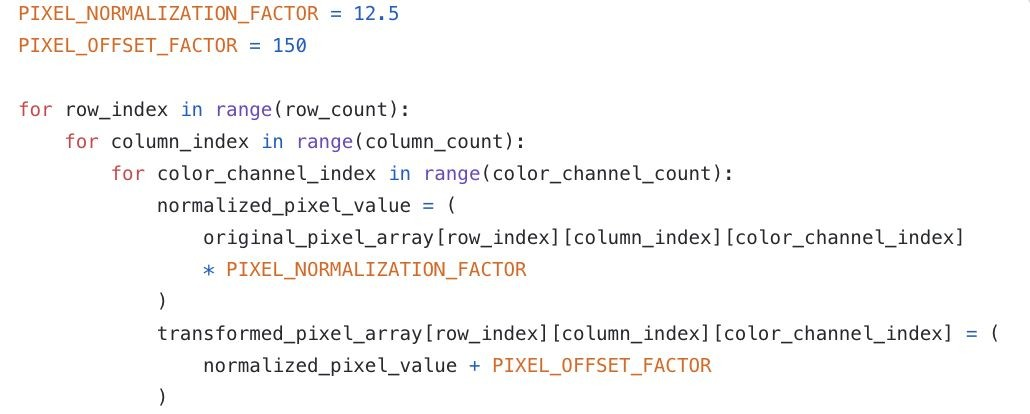 PIXEL_NORMALIZATION_FACTOR = 12.5
PIXEL_OFFSET_FACTOR = 150

for row_index in range(row_count):
    for column_index in range(column_count):
        for color_channel_index in range(color_channel_count):
            normalized_pixel_value = (
                original_pixel_array[row_index][column_index][color_channel_index]
                * PIXEL_NORMALIZATION_FACTOR
            )
            transformed_pixel_array[row_index][column_index][color_channel_index] = (
                normalized_pixel_value + PIXEL_OFFSET_FACTOR
            )